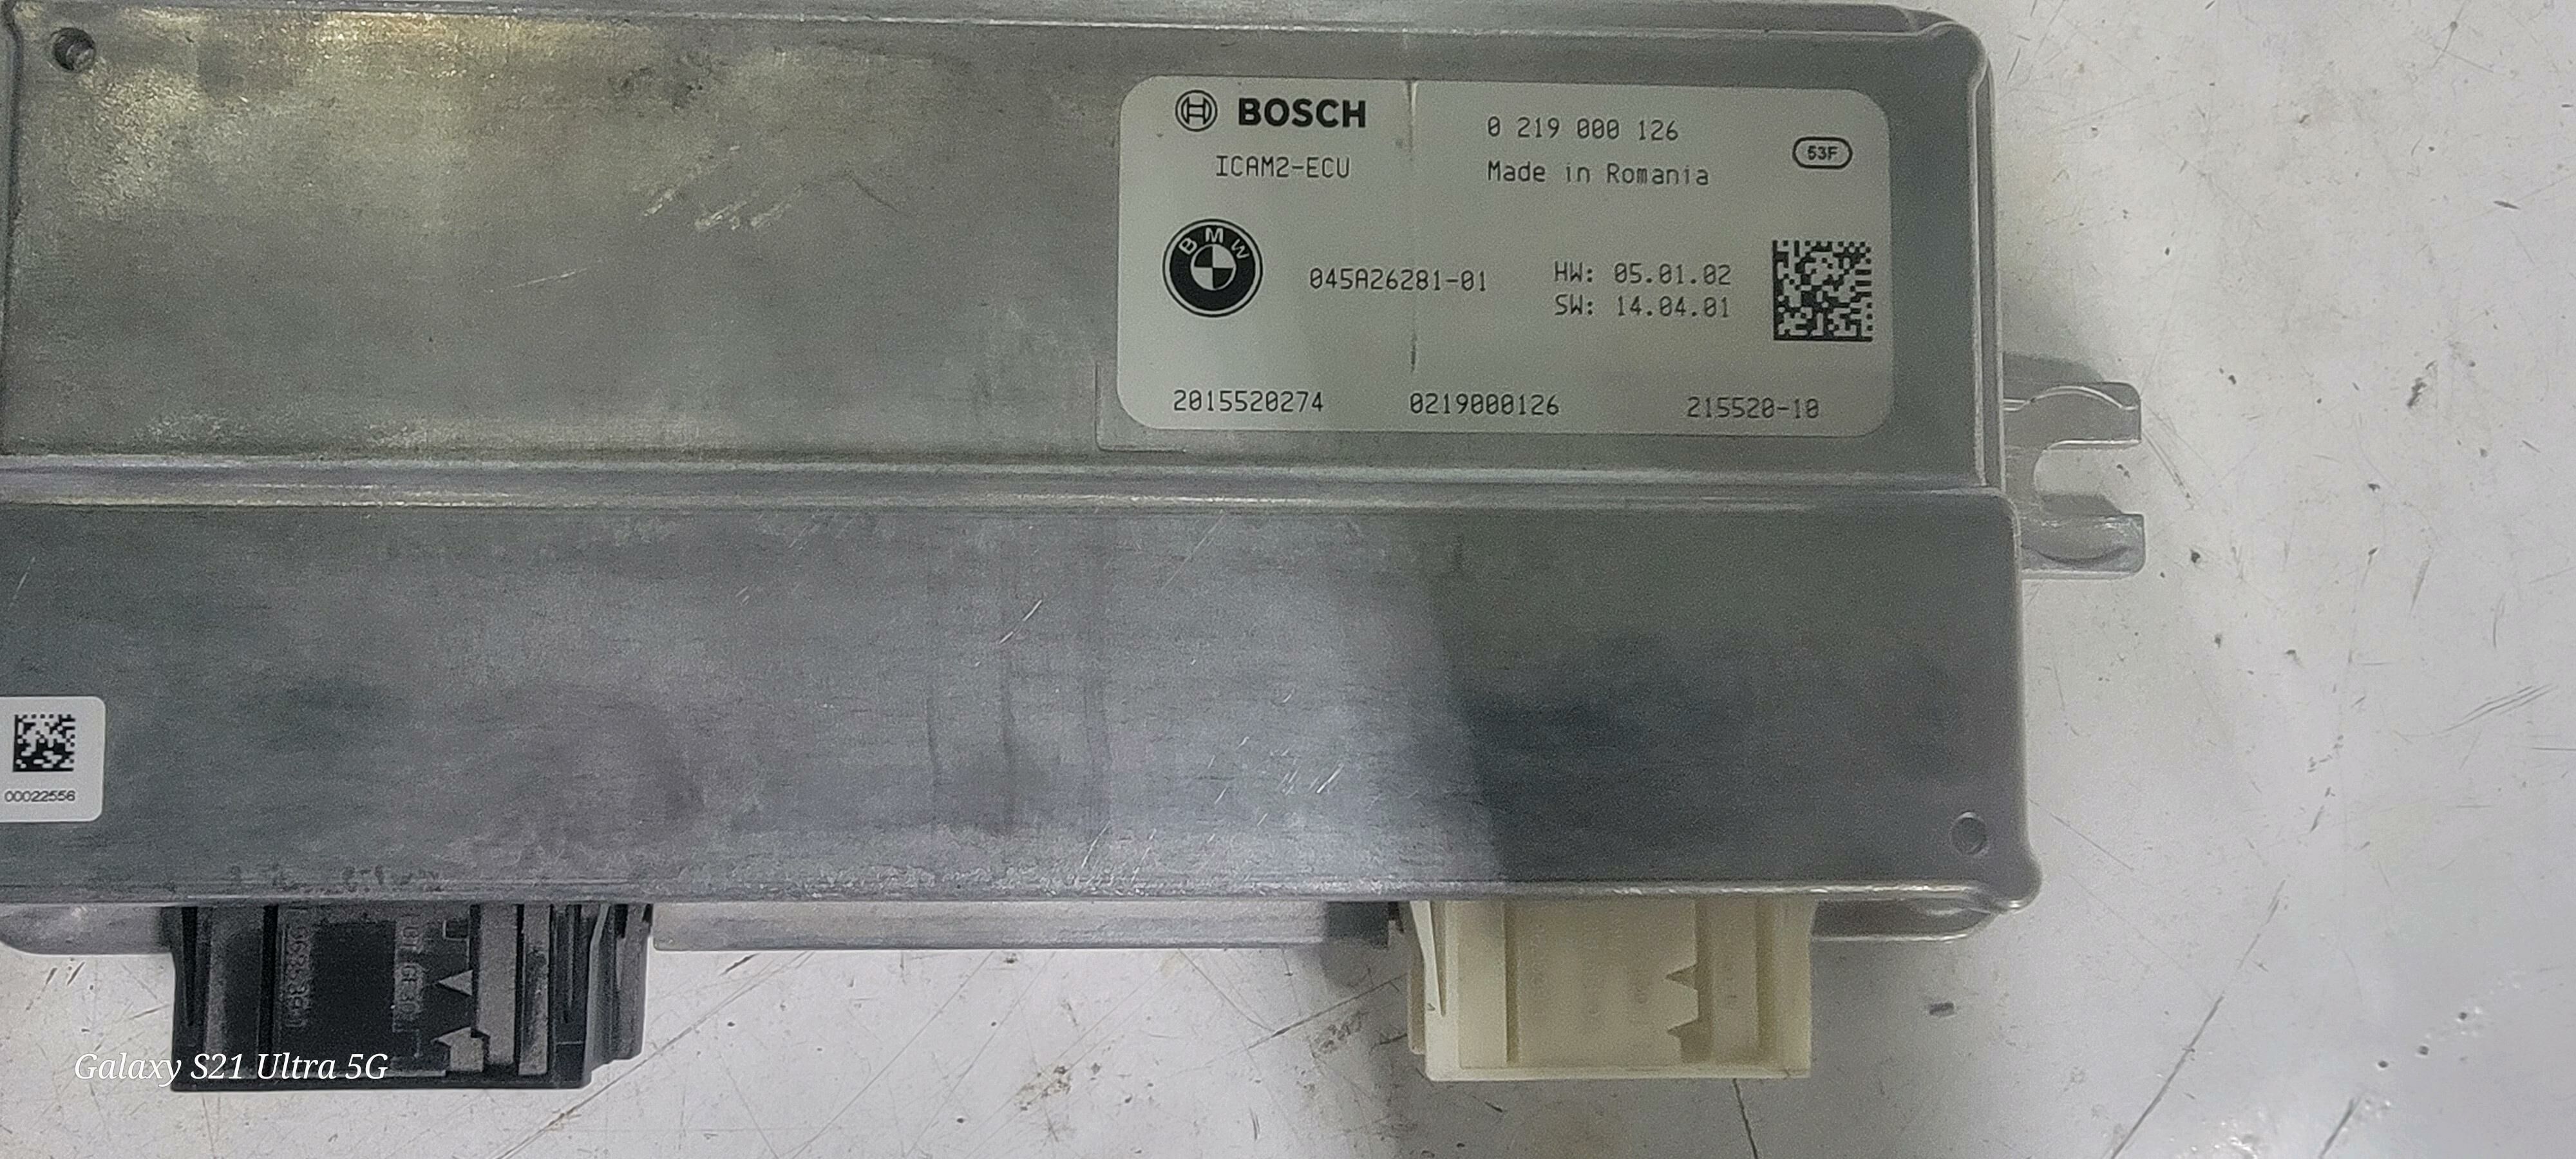 BOSCH
ICAM2-ECU
0 219 000 126
Made in Romania
53F
BMW
045A26281-01
HW: 05.01.02
SW: 14.04.01
2015520274 0219000126 215520-10
00022556
Galaxy S21 Ultra 5G